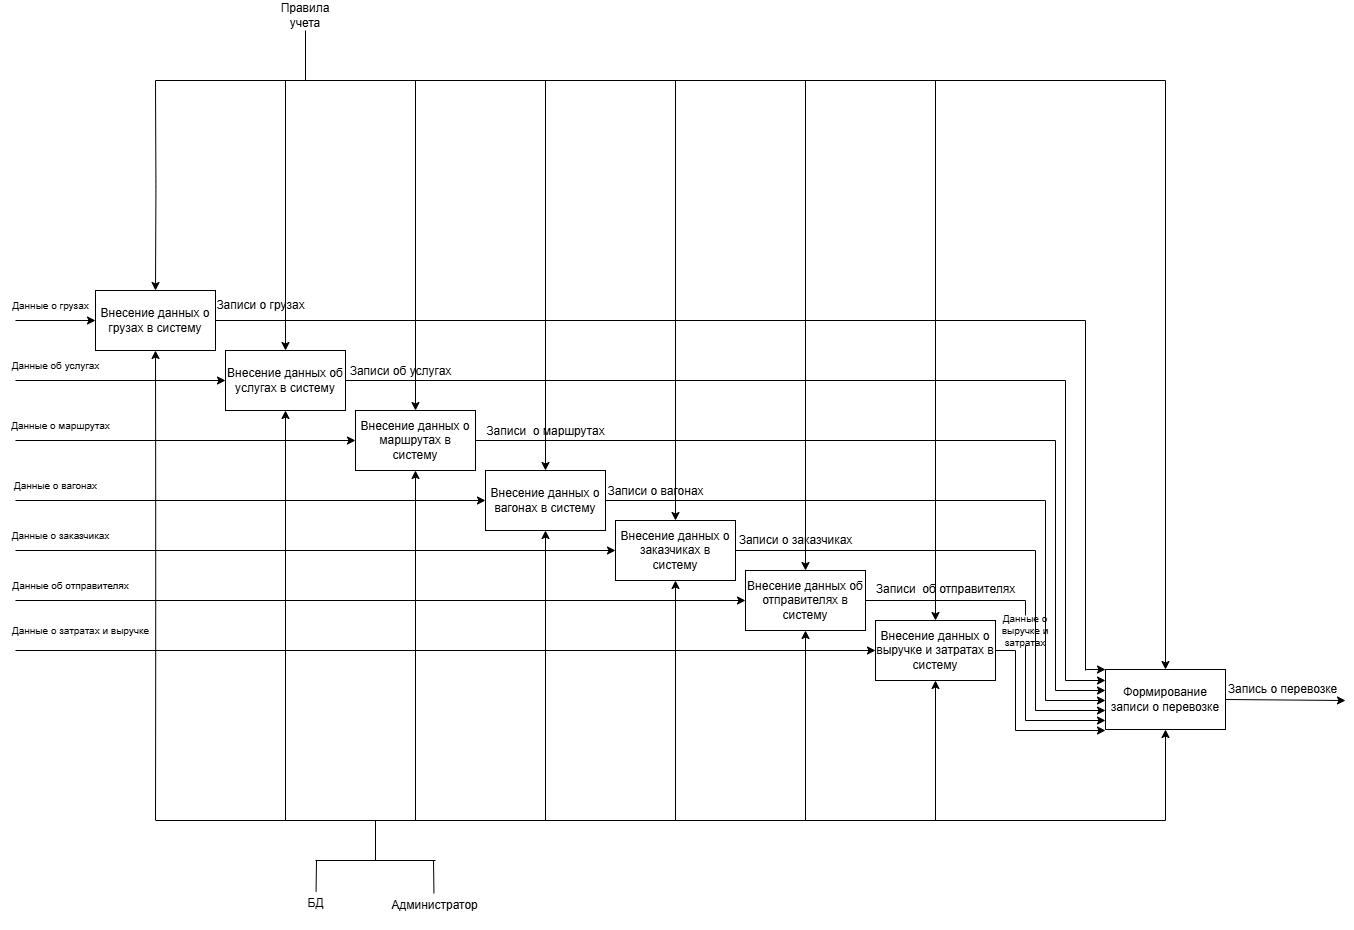 Правила
учета
Данные о грузах
Внесение данных о
грузах в систему
Записи о грузах
Данные об услугах
Внесение данных об
услугах в систему
Записи об услугах
Данные о маршрутах
Внесение данных о
маршрутах в
систему
Записи о маршрутах
Данные о вагонах
Внесение данных о
вагонах в систему
Записи о вагонах
Данные о заказчиках
Внесение данных о
заказчиках в
систему
Записи о заказчиках
Данные об отправителях
Внесение данных об
отправителях в
систему
Записи об отправителях
Данные о затратах и выручке
Внесение данных о
выручке и затратах в
систему
Данные о
выручке и
затратах
Формирование
записи о перевозке
Запись о перевозке
БД
Администратор